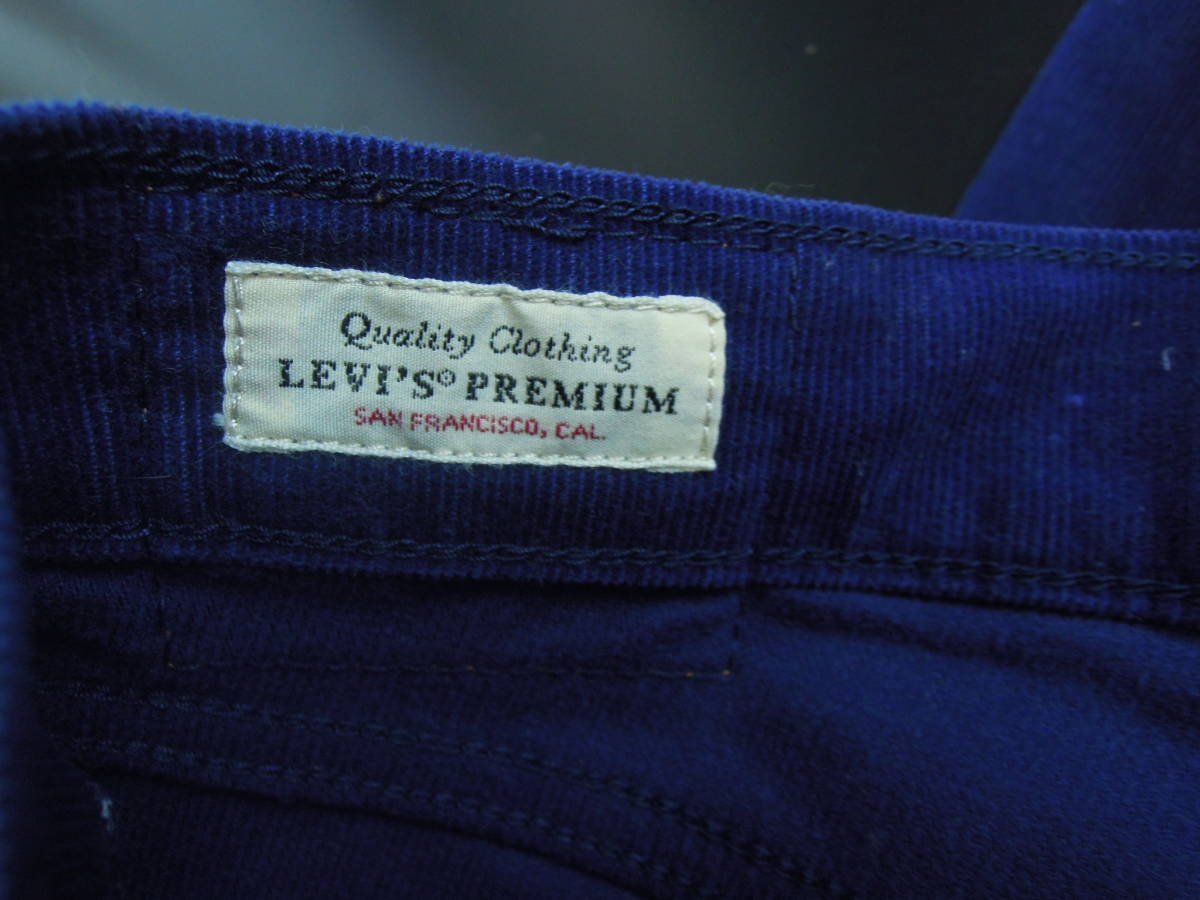 Quality Clothing
LEVI'S® PREMIUM
SAN FRANCISCO, CAL.